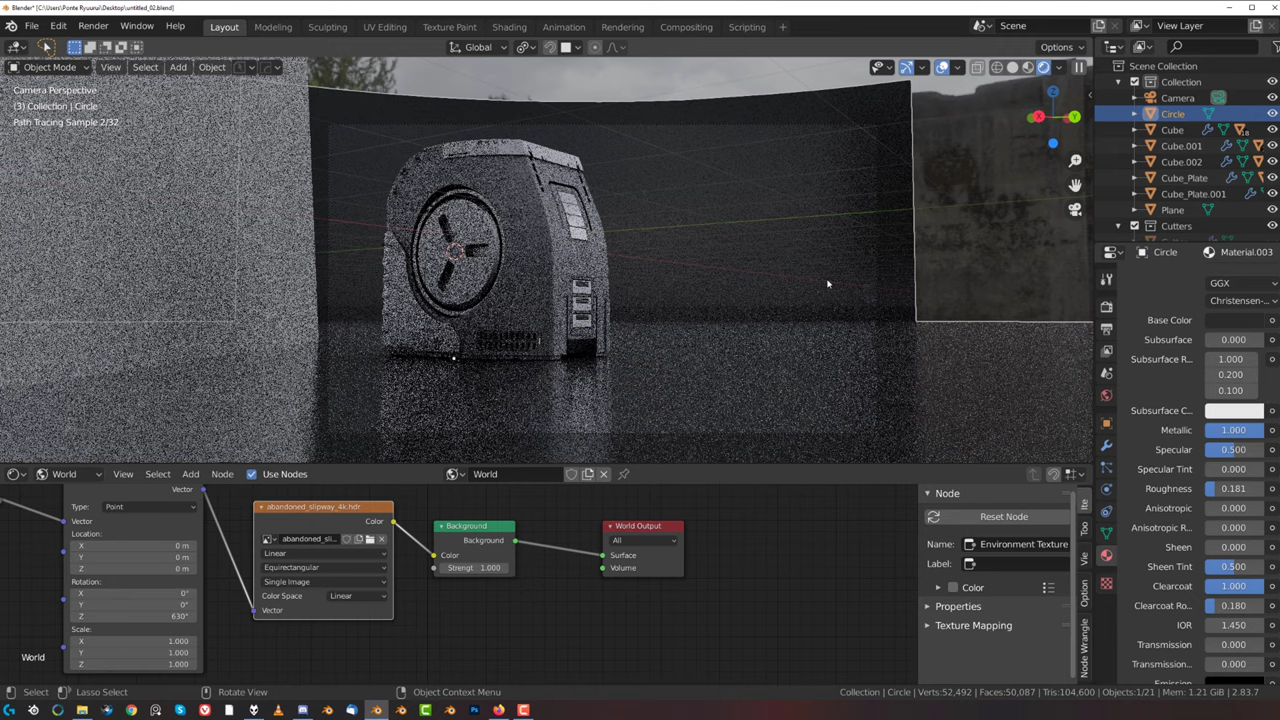 Blender* [C:\Users\Ponte Ryuurui\Desktop\untitled_02.blend]
File Edit Render Window Help Layout Modeling Sculpting UV Editing Texture Paint Shading Animation Rendering Compositing Scripting + Scene View Layer
Global Options
Object Mode View Select Add Object
Camera Perspective
(3) Collection | Circle
Path Tracing Sample 2/32
Z
X
Y
Scene Collection
Collection
Camera
Circle
Cube
18
Cube.001
Cube.002
Cube_Plate
Cube_Plate.001
Plane
Cutters
Circle Material.003
GGX
Christensen-...
Base Color
Subsurface 0.000
Subsurface R... 1.000
0.200
0.100
Subsurface C...
Metallic 1.000
Specular 0.500
Specular Tint 0.000
Roughness 0.181
Anisotropic 0.000
Anisotropic R... 0.000
Sheen 0.000
Sheen Tint 0.500
Clearcoat 1.000
Clearcoat Ro... 0.180
IOR 1.450
Transmission 0.000
Transmission... 0.000
World View Select Add Node Use Nodes World
Vector
Type: Point
Vector
Location:
X 0 m
Y 0 m
Z 0 m
Rotation:
X 0°
Y 0°
Z 630°
Scale:
X 1.000
Y 1.000
Z 1.000
World
abandoned_slipway_4k.hdr
Color
abandoned_sli...
Linear
Equirectangular
Single Image
Color Space Linear
Vector
Background
Background
Color
Strengt 1.000
World Output
All
Surface
Volume
Node
Reset Node
Name: Environment Texture
Label:
Color
Properties
Texture Mapping
Ite
Too
Vie
Option
Node Wrangle
Select Lasso Select Rotate View Object Context Menu Collection | Circle | Verts:52,492 | Faces:50,087 | Tris:104,600 | Objects:1/21 | Mem: 1.21 GiB | 2.83.7